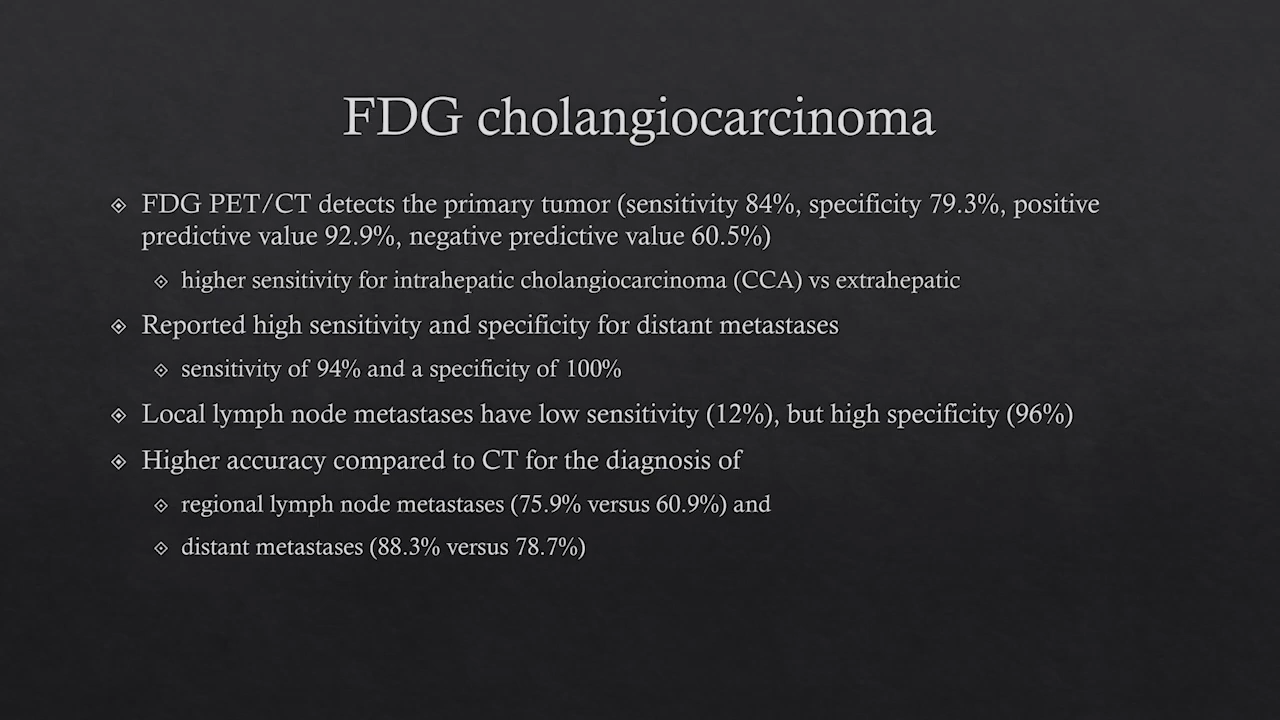 FDG cholangiocarcinoma
FDG PET/CT detects the primary tumor (sensitivity 84%, specificity 79.3%, positive
predictive value 92.9%, negative predictive value 60.5%)
higher sensitivity for intrahepatic cholangiocarcinoma (CCA) vs extrahepatic
Reported high sensitivity and specificity for distant metastases
sensitivity of 94% and a specificity of 100%
Local lymph node metastases have low sensitivity (12%), but high specificity (96%)
Higher accuracy compared to CT for the diagnosis of
regional lymph node metastases (75.9% versus 60.9%) and
distant metastases (88.3% versus 78.7%)